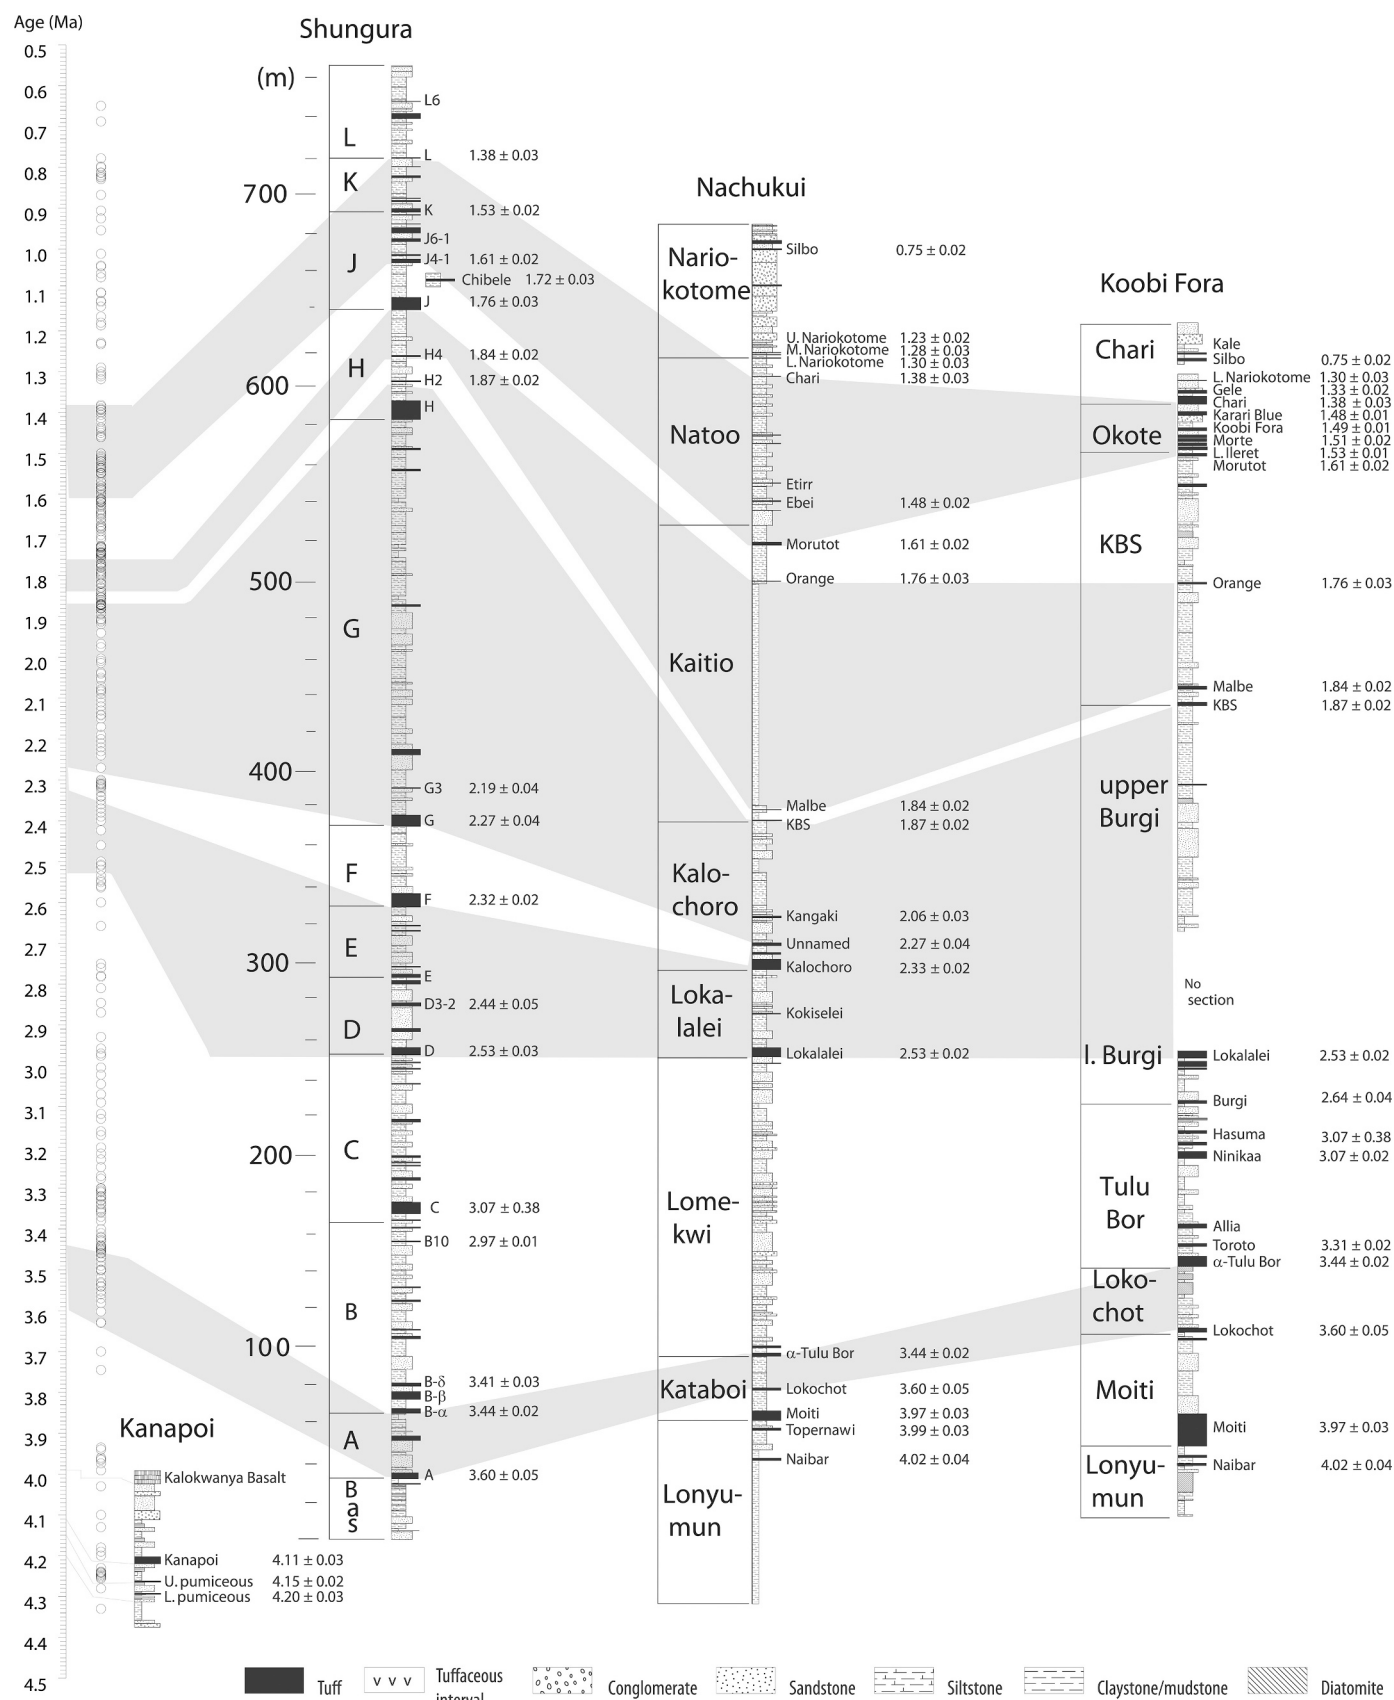 Age (Ma)
0.5
0.6
0.7
0.8
0.9
1.0
1.1
1.2
1.3
1.4
1.5
1.6
1.7
1.8
1.9
2.0
2.1
2.2
2.3
2.4
2.5
2.6
2.7
2.8
2.9
3.0
3.1
3.2
3.3
3.4
3.5
3.6
3.7
3.8
3.9
4.0
4.1
4.2
4.3
4.4
4.5
Kanapoi
Kalokwanya Basalt
Kanapoi 4.11 ± 0.03
U. pumiceous 4.15 ± 0.02
L. pumiceous 4.20 ± 0.03
Shungura
(m)
700
600
500
400
300
200
100
L
K
J
H
G
F
E
D
C
B
A
B
a
s
L6
L 1.38 ± 0.03
K 1.53 ± 0.02
J6-1
J4-1 1.61 ± 0.02
Chibele 1.72 ± 0.03
J 1.76 ± 0.03
H4 1.84 ± 0.02
H2 1.87 ± 0.02
H
G3 2.19 ± 0.04
G 2.27 ± 0.04
F 2.32 ± 0.02
E
D3-2 2.44 ± 0.05
D 2.53 ± 0.03
C 3.07 ± 0.38
B10 2.97 ± 0.01
B-δ 3.41 ± 0.03
B-β
B-α 3.44 ± 0.02
A 3.60 ± 0.05
Nachukui
Nario-
kotome
Natoo
Kaitio
Kalo-
choro
Loka-
lalei
Lome-
kwi
Kataboi
Lonyu-
mun
Silbo 0.75 ± 0.02
U. Nariokotome 1.23 ± 0.02
M. Nariokotome 1.28 ± 0.03
L. Nariokotome 1.30 ± 0.03
Chari 1.38 ± 0.03
Etirr
Ebei 1.48 ± 0.02
Morutot 1.61 ± 0.02
Orange 1.76 ± 0.03
Malbe 1.84 ± 0.02
KBS 1.87 ± 0.02
Kangaki 2.06 ± 0.03
Unnamed 2.27 ± 0.04
Kalochoro 2.33 ± 0.02
Kokiselei
Lokalalei 2.53 ± 0.02
α-Tulu Bor 3.44 ± 0.02
Lokochot 3.60 ± 0.05
Moiti 3.97 ± 0.03
Topernawi 3.99 ± 0.03
Naibar 4.02 ± 0.04
Koobi Fora
Chari
Okote
KBS
upper
Burgi
l. Burgi
Tulu
Bor
Loko-
chot
Moiti
Lonyu-
mun
Kale
Silbo 0.75 ± 0.02
L. Nariokotome 1.30 ± 0.03
Gele 1.33 ± 0.02
Chari 1.38 ± 0.03
Karari Blue 1.48 ± 0.01
Koobi Fora 1.49 ± 0.01
Morte 1.51 ± 0.02
L. Ileret 1.53 ± 0.01
Morutot 1.61 ± 0.02
Orange 1.76 ± 0.03
Malbe 1.84 ± 0.02
KBS 1.87 ± 0.02
No
section
Lokalalei 2.53 ± 0.02
Burgi 2.64 ± 0.04
Hasuma 3.07 ± 0.38
Ninikaa 3.07 ± 0.02
Allia
Toroto 3.31 ± 0.02
α-Tulu Bor 3.44 ± 0.02
Lokochot 3.60 ± 0.05
Moiti 3.97 ± 0.03
Naibar 4.02 ± 0.04
Tuff
v v v
Tuffaceous
interval
Conglomerate
Sandstone
Siltstone
Claystone/mudstone
Diatomite